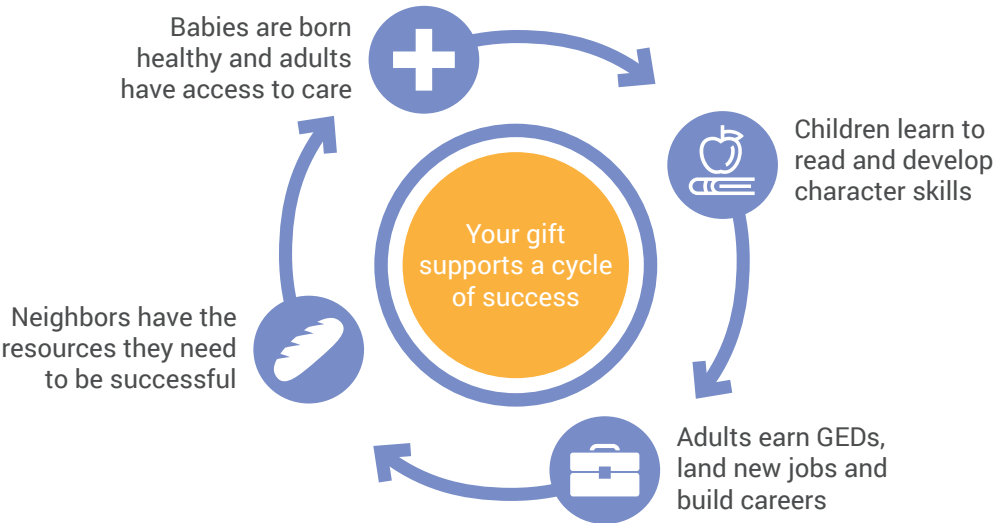 Babies are born
healthy and adults
have access to care
Children learn to
read and develop
character skills
Your gift
supports a cycle
of success
Neighbors have the
resources they need
to be successful
Adults earn GEDs,
land new jobs and
build careers